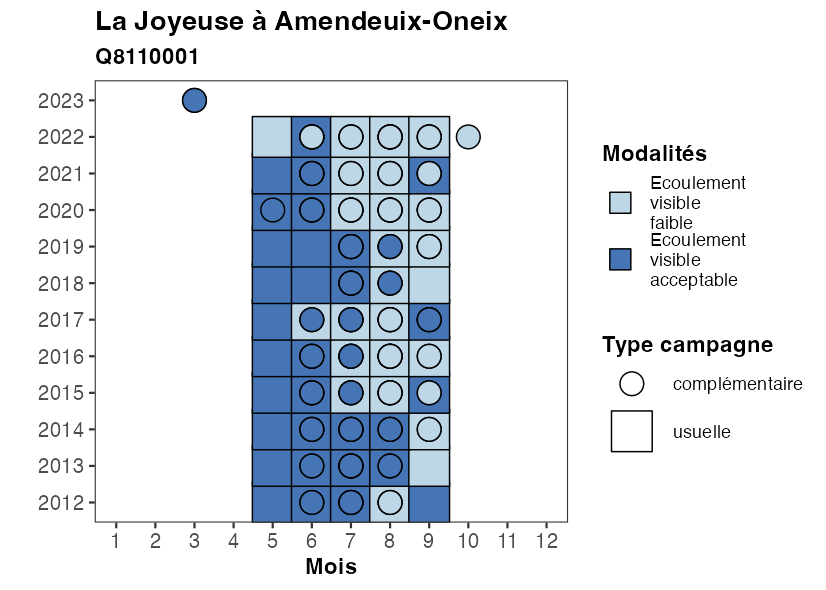 La Joyeuse à Amendeuix-Oneix
Q8110001
2023
2022
2021
2020
2019
2018
2017
2016
2015
2014
2013
2012
1 2 3 4 5 6 7 8 9 10 11 12
Mois
Modalités
Ecoulement
visible
faible
Ecoulement
visible
acceptable
Type campagne
complémentaire
usuelle